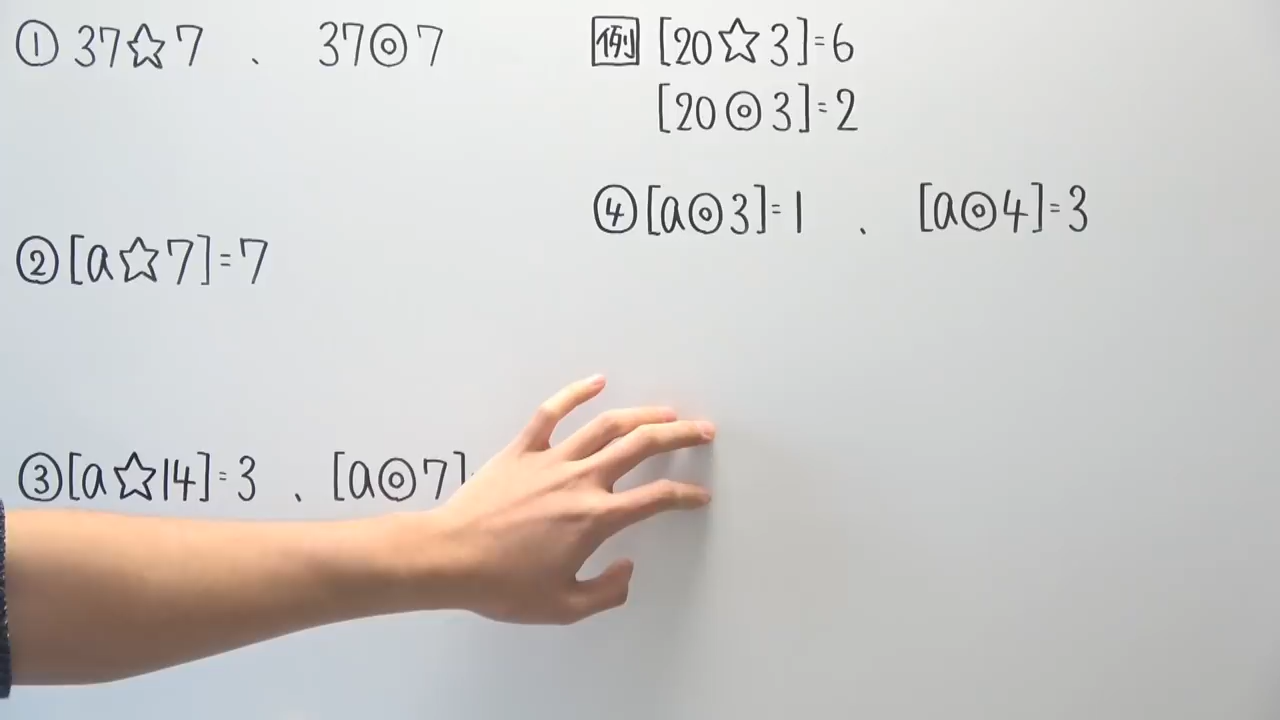 ① 37☆7 、 37◎7
② [a☆7]=7
③ [a☆14]=3 、 [a◎7]
例 [20☆3]=6
[20◎3]=2
④ [a◎3]=1 、 [a◎4]=3